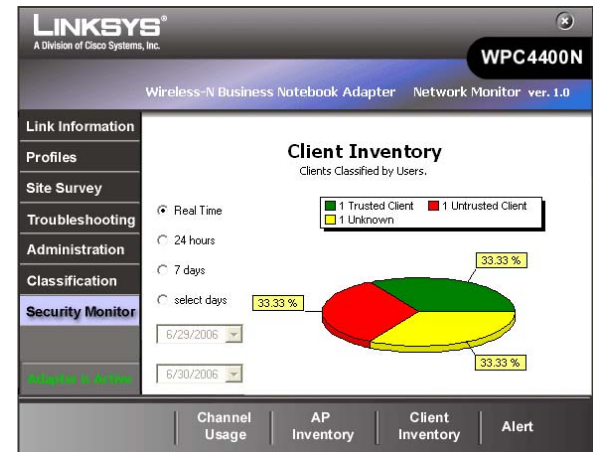 LINKSYS®
A Division of Cisco Systems, Inc.
WPC4400N
Wireless-N Business Notebook Adapter Network Monitor ver. 1.0
Link Information
Profiles
Site Survey
Troubleshooting
Administration
Classification
Security Monitor
Adapter is Active
Client Inventory
Clients Classified by Users.
Real Time
24 hours
7 days
select days
6/29/2006
6/30/2006
1 Trusted Client 1 Untrusted Client
1 Unknown
33.33 %
33.33 %
33.33 %
Channel Usage
AP Inventory
Client Inventory
Alert